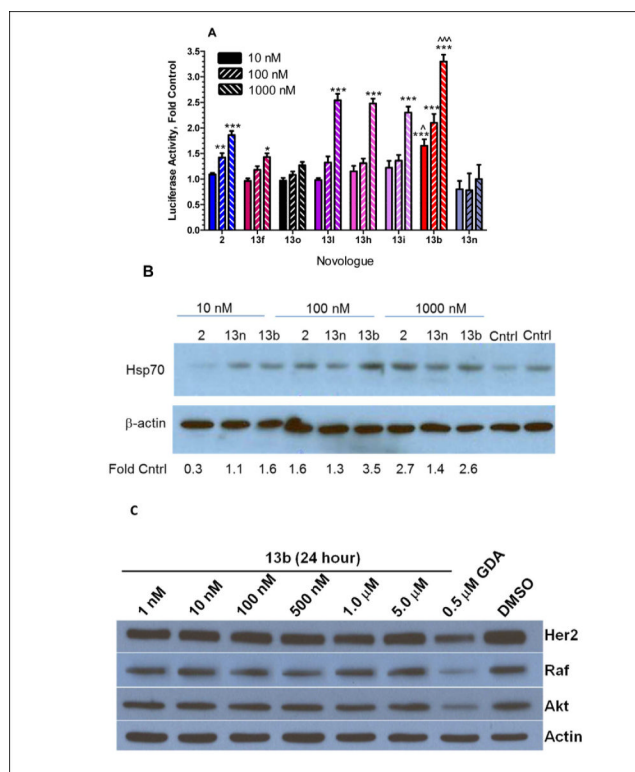 A
Luciferase Activity, Fold Control
3.5
3.0
2.5
2.0
1.5
1.0
0.5
0.0
10 nM
100 nM
1000 nM
** *** * *** *** *** ^ *** *** ^^^ ***
2 13f 13o 13l 13h 13i 13b 13n
Novologue
B
10 nM 100 nM 1000 nM
2 13n 13b 2 13n 13b 2 13n 13b Cntrl Cntrl
Hsp70
β-actin
Fold Cntrl 0.3 1.1 1.6 1.6 1.3 3.5 2.7 1.4 2.6
C
13b (24 hour)
1 nM 10 nM 100 nM 500 nM 1.0 μM 5.0 μM 0.5 μM GDA DMSO
Her2
Raf
Akt
Actin